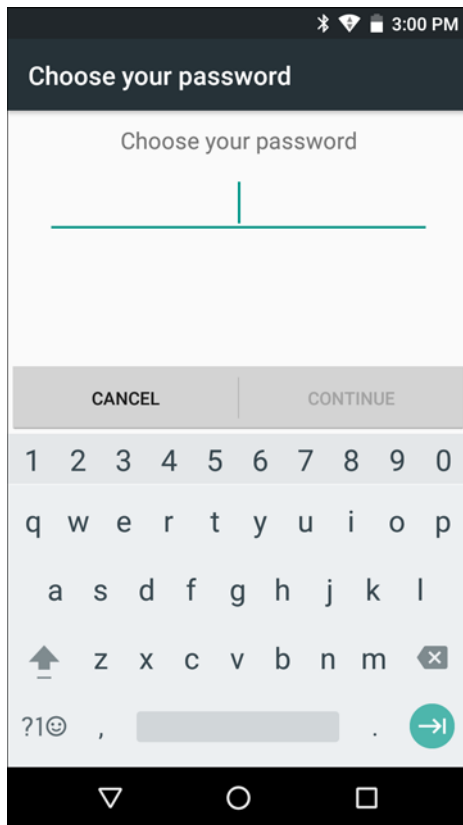 3:00 PM
Choose your password
Choose your password
CANCEL CONTINUE
1 2 3 4 5 6 7 8 9 0
q w e r t y u i o p
a s d f g h j k l
z x c v b n m
?1☺ , .